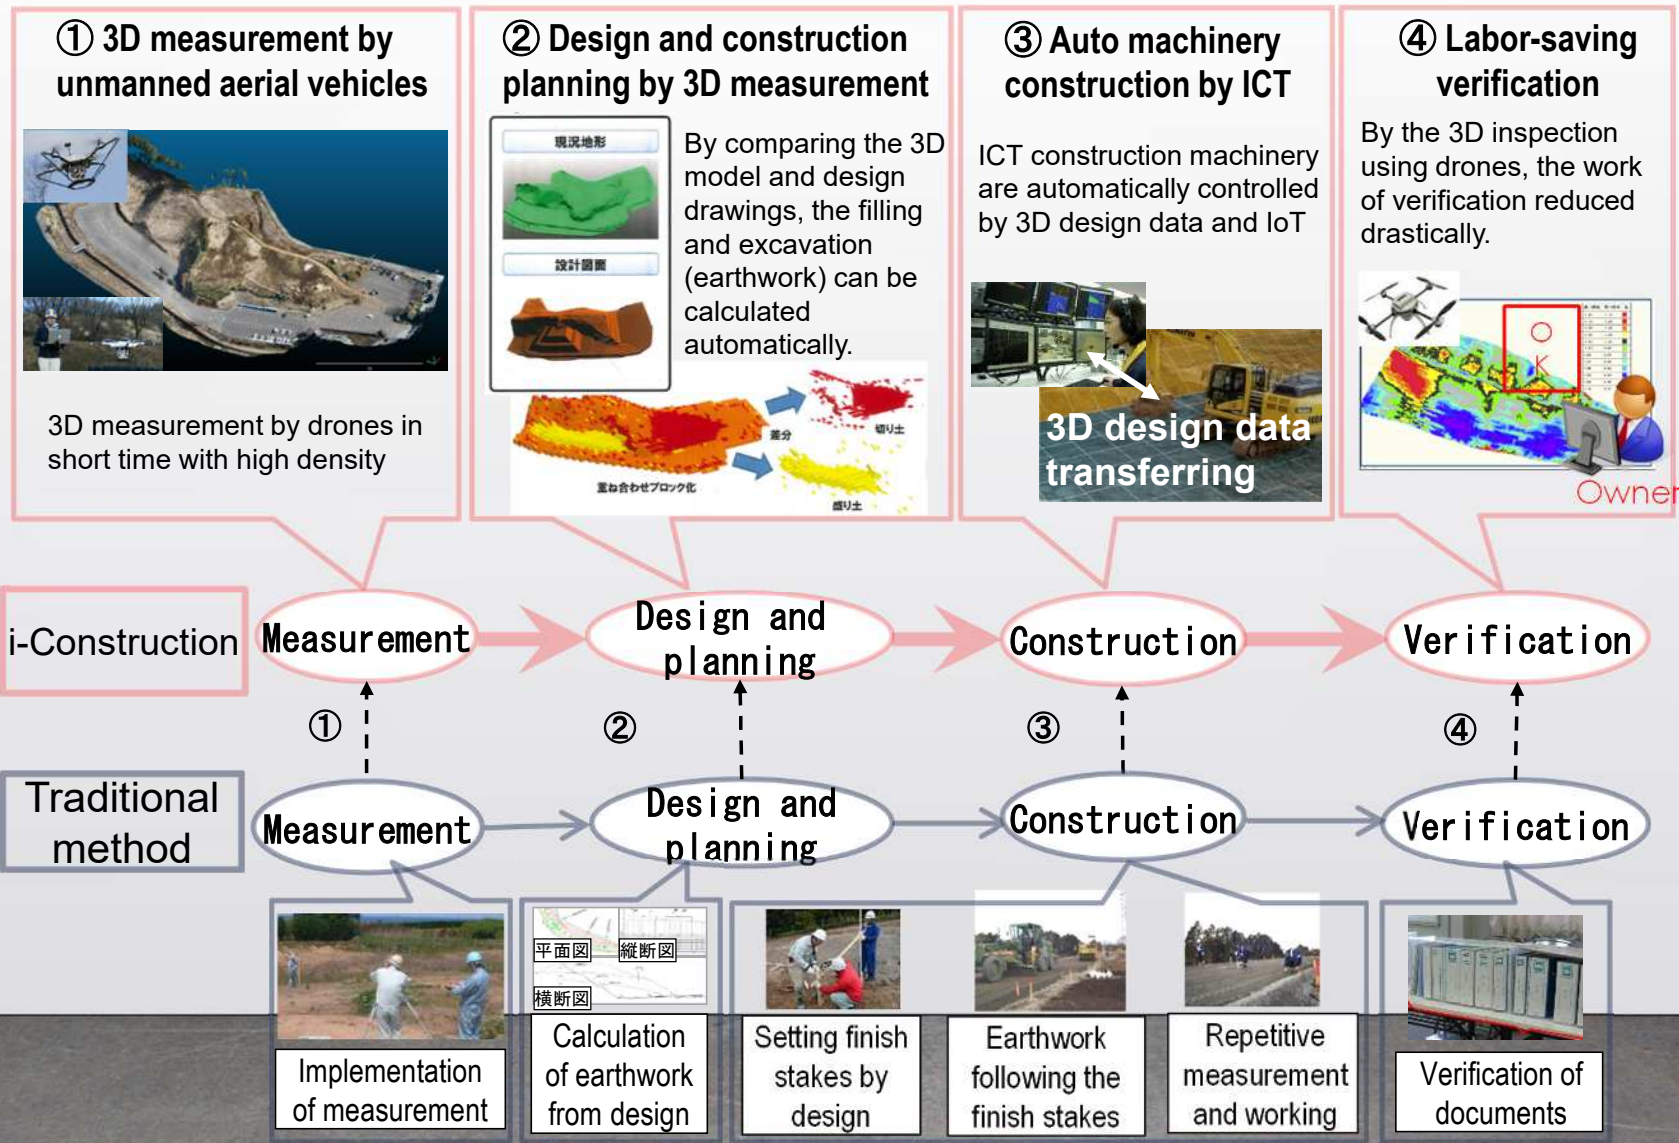 ① 3D measurement by
unmanned aerial vehicles
3D measurement by drones in
short time with high density
② Design and construction
planning by 3D measurement
現況地形
設計図面
By comparing the 3D
model and design
drawings, the filling
and excavation
(earthwork) can be
calculated
automatically.
差分
切り土
重ね合わせブロック化
盛り土
③ Auto machinery
construction by ICT
ICT construction machinery
are automatically controlled
by 3D design data and IoT
3D design data
transferring
④ Labor-saving
verification
By the 3D inspection
using drones, the work
of verification reduced
drastically.
O
K
Owner
i-Construction
Measurement
Design and
planning
Construction
Verification
①
②
③
④
Traditional
method
Measurement
Design and
planning
Construction
Verification
Implementation
of measurement
平面図
縦断図
横断図
Calculation
of earthwork
from design
Setting finish
stakes by
design
Earthwork
following the
finish stakes
Repetitive
measurement
and working
Verification of
documents